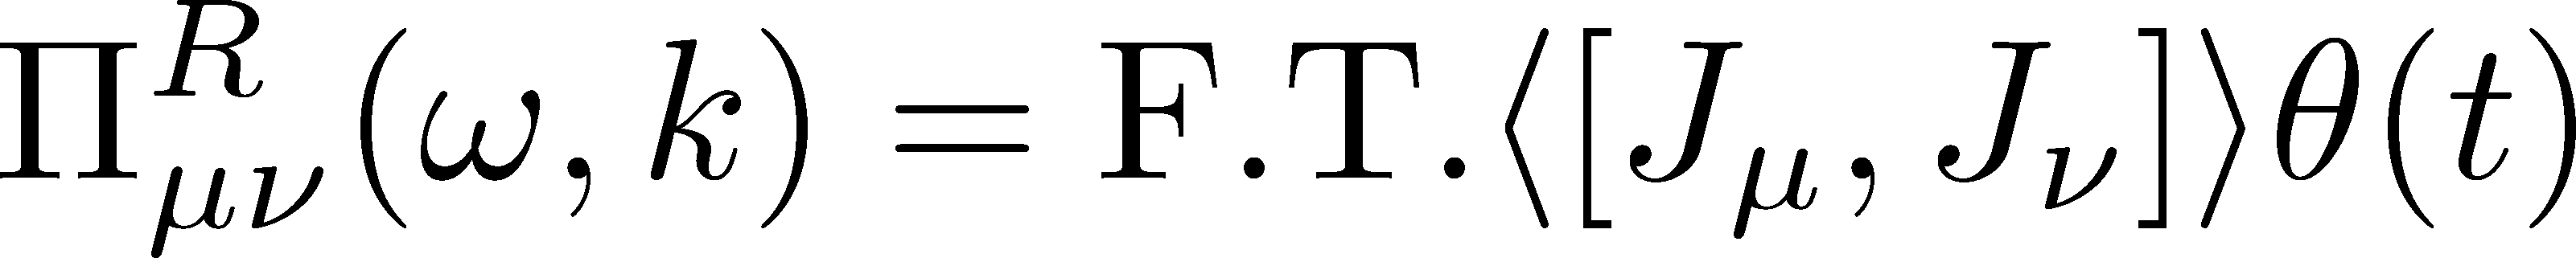 Π^R_{μν}(ω, k) = F.T.⟨[J_μ, J_ν]⟩θ(t)